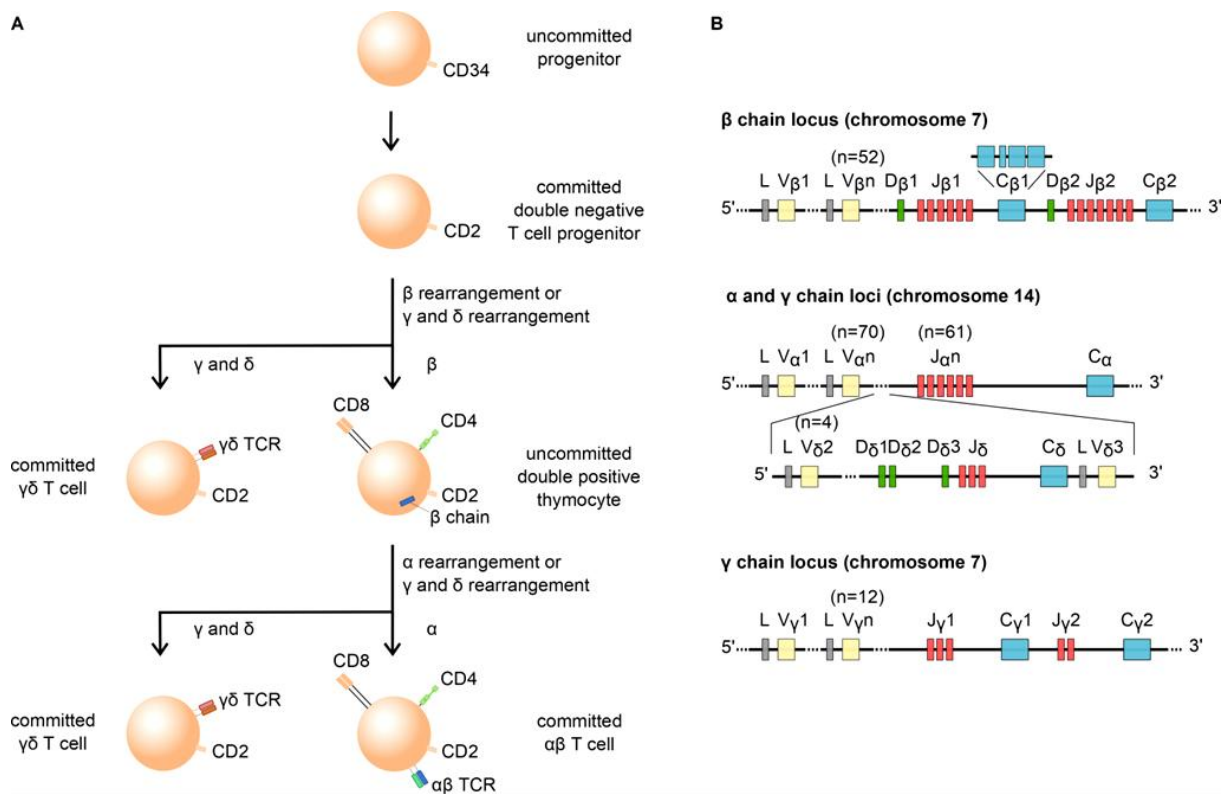 A
uncommitted
progenitor
CD34
committed
double negative
T cell progenitor
CD2
β rearrangement or
γ and δ rearrangement
γ and δ
β
CD8
CD4
γδ TCR
committed
γδ T cell
CD2
CD2
β chain
uncommitted
double positive
thymocyte
α rearrangement or
γ and δ rearrangement
γ and δ
α
CD8
CD4
γδ TCR
committed
γδ T cell
CD2
CD2
αβ TCR
committed
αβ T cell
B
β chain locus (chromosome 7)
(n=52)
L Vβ1 L Vβn Dβ1 Jβ1 Cβ1 Dβ2 Jβ2 Cβ2
5' 3'
α and γ chain loci (chromosome 14)
(n=70) (n=61)
L Vα1 L Vαn Jαn Cα
5' 3'
(n=4)
L Vδ2 Dδ1Dδ2 Dδ3 Jδ Cδ L Vδ3
5' 3'
γ chain locus (chromosome 7)
(n=12)
L Vγ1 L Vγn Jγ1 Cγ1 Jγ2 Cγ2
5' 3'